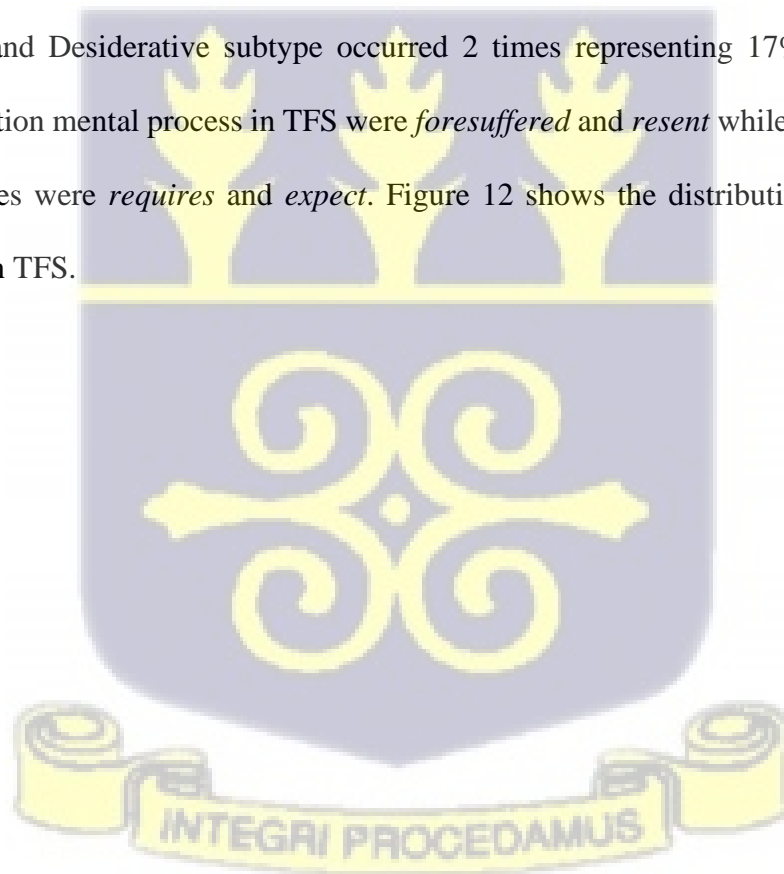 and Desiderative subtype occurred 2 times representing 17%
tion mental process in TFS were foresuffered and resent while
es were requires and expect. Figure 12 shows the distributi
n TFS.
INTEGRI PROCEDAMUS